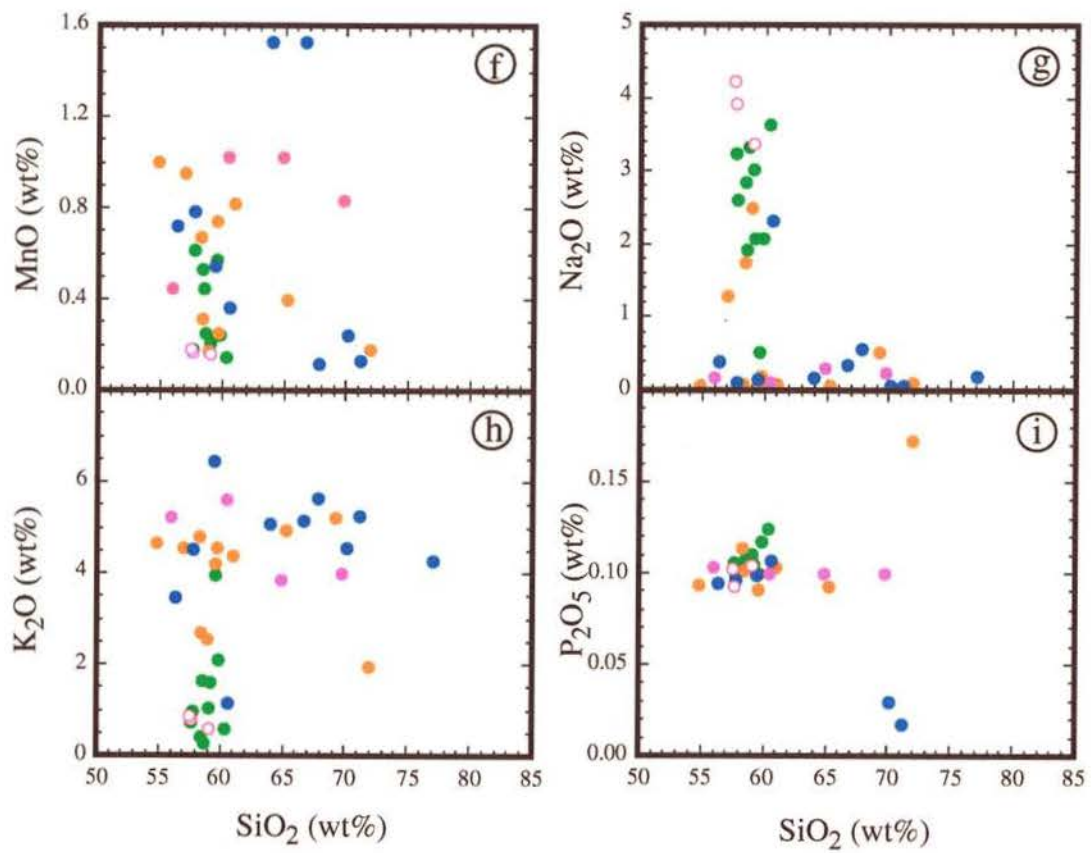 1.6
1.2
0.8
0.4
0.0
MnO (wt%)
f
5
4
3
2
1
0
Na2O (wt%)
g
6
4
2
0
K2O (wt%)
h
50 55 60 65 70 75 80 85
SiO2 (wt%)
0.15
0.10
0.05
0.00
P2O5 (wt%)
i
55 60 65 70 75 80 85
SiO2 (wt%)